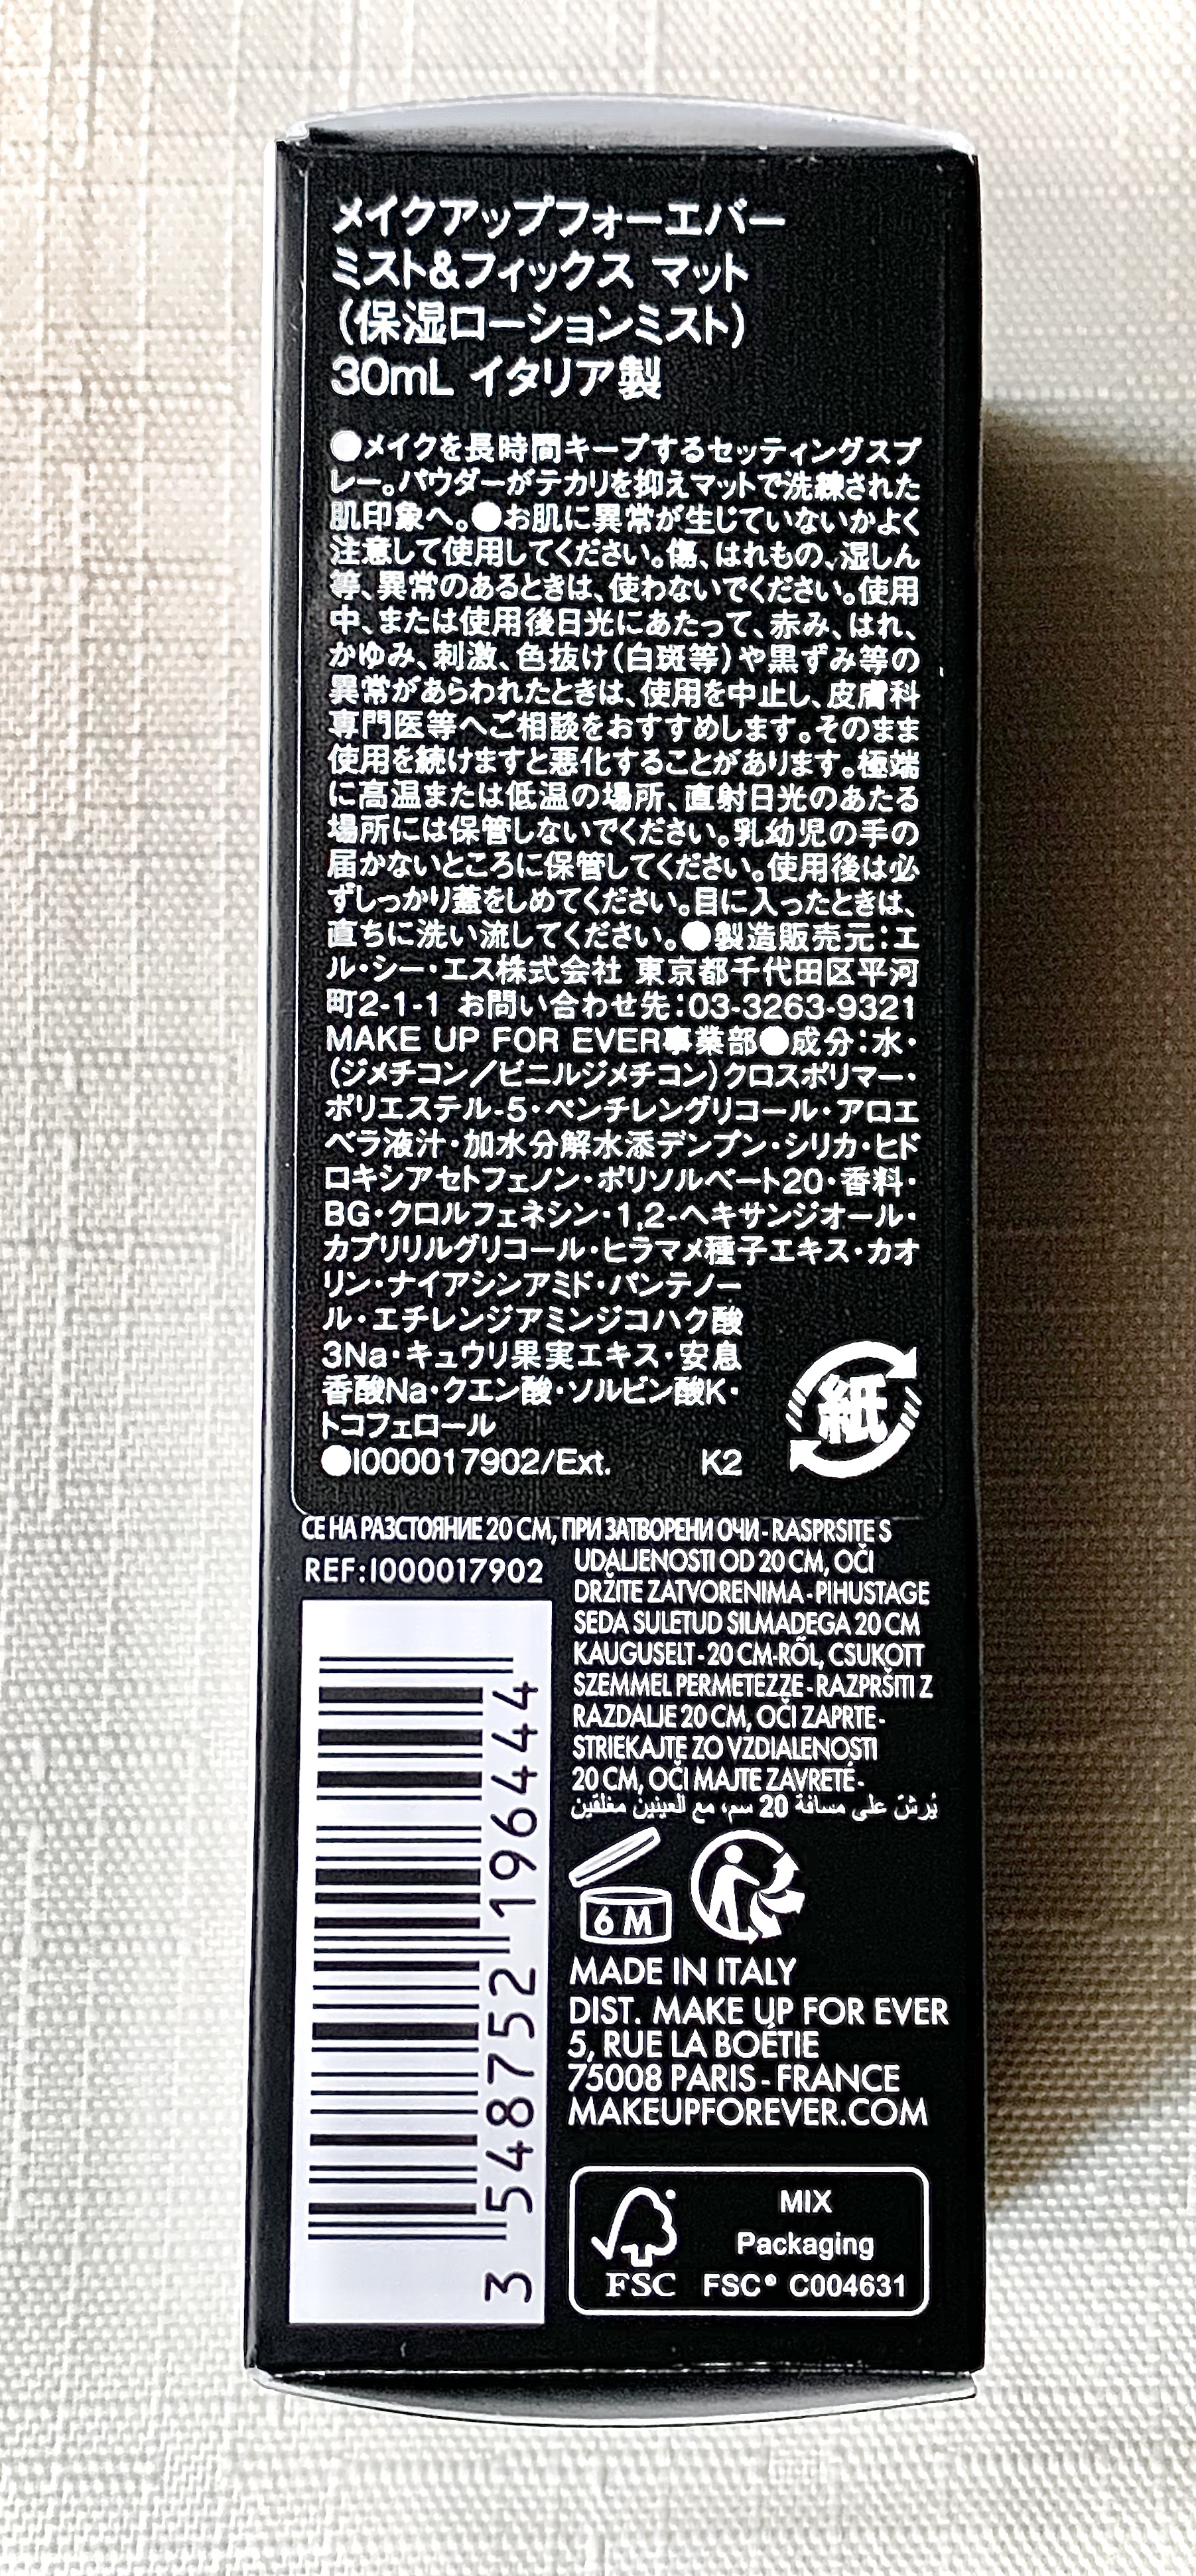 メイクアップフォーエバー
ミスト&フィックス マット
(保湿ローションミスト)
30mL イタリア製
●メイクを長時間キープするセッティングスプ
レー。パウダーがテカリを抑えマットで洗練された
肌印象へ。●お肌に異常が生じていないかよく
注意して使用してください。傷、はれもの、湿しん
等、異常のあるときは、使わないでください。使用
中、または使用後日光にあたって、赤み、はれ、
かゆみ、刺激、色抜け(白斑等)や黒ずみ等の
異常があらわれたときは、使用を中止し、皮膚科
専門医等へご相談をおすすめします。そのまま
使用を続けますと悪化することがあります。極端
に高温または低温の場所、直射日光のあたる
場所には保管しないでください。乳幼児の手の
届かないところに保管してください。使用後は必
ずしっかり蓋をしめてください。目に入ったときは、
直ちに洗い流してください。●製造販売元:エ
ル・シー・エス株式会社 東京都千代田区平河
町2-1-1 お問い合わせ先:03-3263-9321
MAKE UP FOR EVER事業部●成分:水・
(ジメチコン/ビニルジメチコン)クロスポリマー・
ポリエステル-5・ペンチレングリコール・アロエ
ベラ液汁・加水分解水添デンプン・シリカ・ヒド
ロキシアセトフェノン・ポリソルベート20・香料・
BG・クロルフェネシン・1,2-ヘキサンジオール・
カプリリルグリコール・ヒラマメ種子エキス・カオ
リン・ナイアシンアミド・パンテノー
ル・エチレンジアミンジコハク酸
3Na・キュウリ果実エキス・安息
香酸Na・クエン酸・ソルビン酸K・
トコフェロール
●I000017902/Ext. K2
紙
СЕ НА РАЗСТОЯНИЕ 20 СМ, ПРИ ЗАТВОРЕНИ ОЧИ - RASPRSITE S
UDALJENOSTI OD 20 CM, OČI
DRŽITE ZATVORENIMA - PIHUSTAGE
SEDA SULETUD SILMADEGA 20 CM
KAUGUSELT - 20 CM-RŐL, CSUKOTT
SZEMMEL PERMETEZZE - RAZPRŠITI Z
RAZDALJE 20 CM, OČI ZAPRTE -
STRIEKAJTE ZO VZDIALENOSTI
20 CM, OČI MAJTE ZAVRETÉ -
يُرشّ على مسافة 20 سم، مع العينين مغلقتين
REF:I000017902
3 548752 196444
6 M
MADE IN ITALY
DIST. MAKE UP FOR EVER
5, RUE LA BOÉTIE
75008 PARIS - FRANCE
MAKEUPFOREVER.COM
MIX
Packaging
FSC FSC® C004631